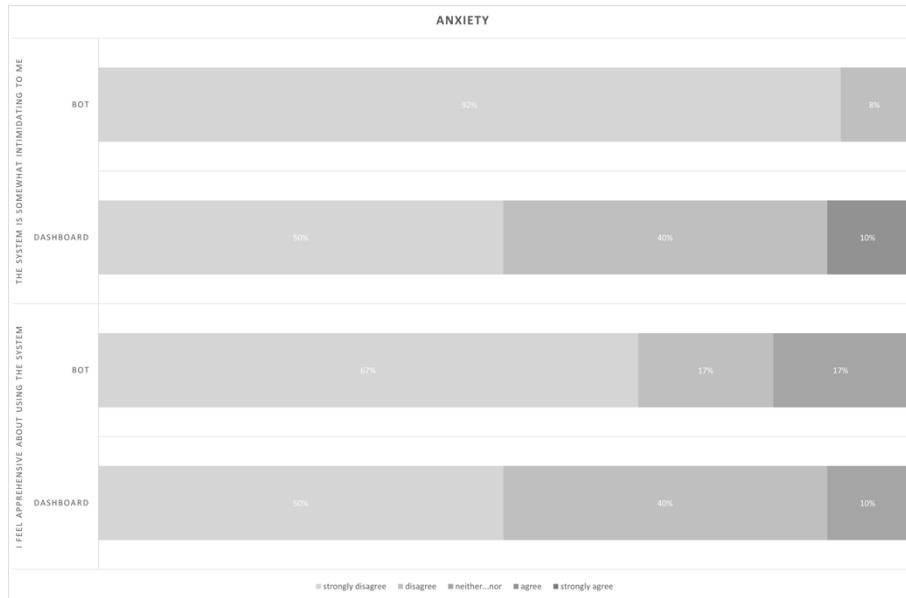 ANXIETY
THE SYSTEM IS SOMEWHAT INTIMIDATING TO ME
BOT
92%
8%
DASHBOARD
50%
40%
10%
I FEEL APPREHENSIVE ABOUT USING THE SYSTEM
BOT
67%
17%
17%
DASHBOARD
50%
40%
10%
strongly disagree
disagree
neither...nor
agree
strongly agree